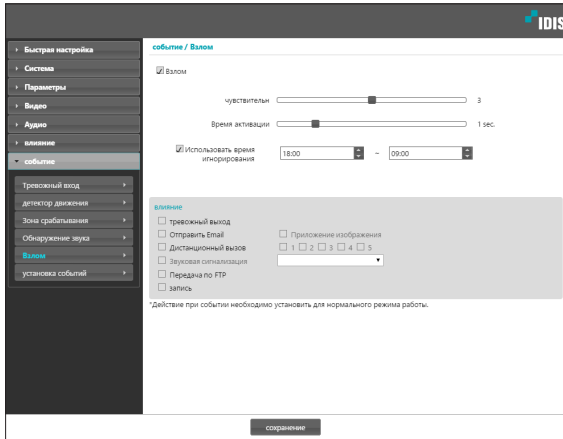 IDIS
Быстрая настройка
Система
Параметры
Видео
Аудио
влияние
событие
Тревожный вход
детектор движения
Зона срабатывания
Обнаружение звука
Взлом
установка событий
событие / Взлом
Взлом
чувствительн 3
Время активации 1 sec.
Использовать время
игнорирования
18:00 – 09:00
влияние
тревожный выход
Отправить Email Приложение изображения
Дистанционный вызов 1 2 3 4 5
Звуковая сигнализация
Передача по FTP
запись
*Действие при событии необходимо установить для нормального режима работы.
сохранение